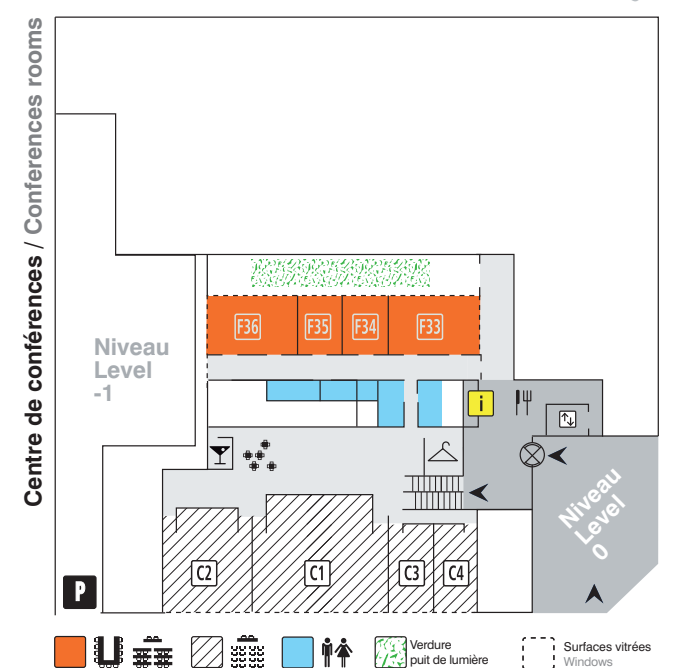 Centre de conférences / Conferences rooms
Niveau
Level
-1
F36
F35
F34
F33
i
C2
C1
C3
C4
Niveau
Level
0
P
Verdure
puit de lumière
Surfaces vitrées
Windows